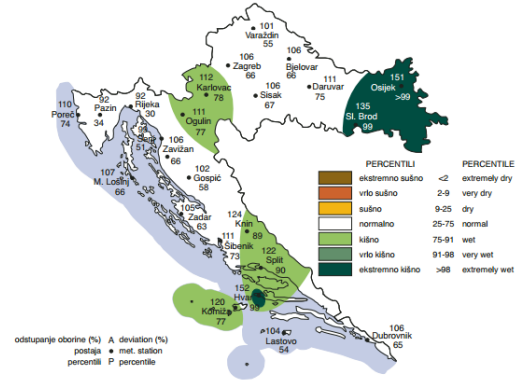 101
Varaždin
55
106
Zagreb
66
106
Bjelovar
66
112
Karlovac
78
106
Sisak
67
111
Daruvar
75
151
Osijek
>99
135
Sl. Brod
99
111
Ogulin
77
110
Poreč
74
92
Pazin
34
92
Rijeka
30
Senj
51
106
Zavižan
66
107
M. Lošinj
66
102
Gospić
58
105
Zadar
63
124
Knin
89
111
Šibenik
73
122
Split
90
152
Hvar
99
120
Komiža
77
104
Lastovo
54
106
Dubrovnik
65
PERCENTILI PERCENTILE
ekstremno sušno <2 extremely dry
vrlo sušno 2-9 very dry
sušno 9-25 dry
normalno 25-75 normal
kišno 75-91 wet
vrlo kišno 91-98 very wet
ekstremno kišno >98 extremely wet
odstupanje oborine (%) A deviation (%)
postaja • met. station
percentili P percentile